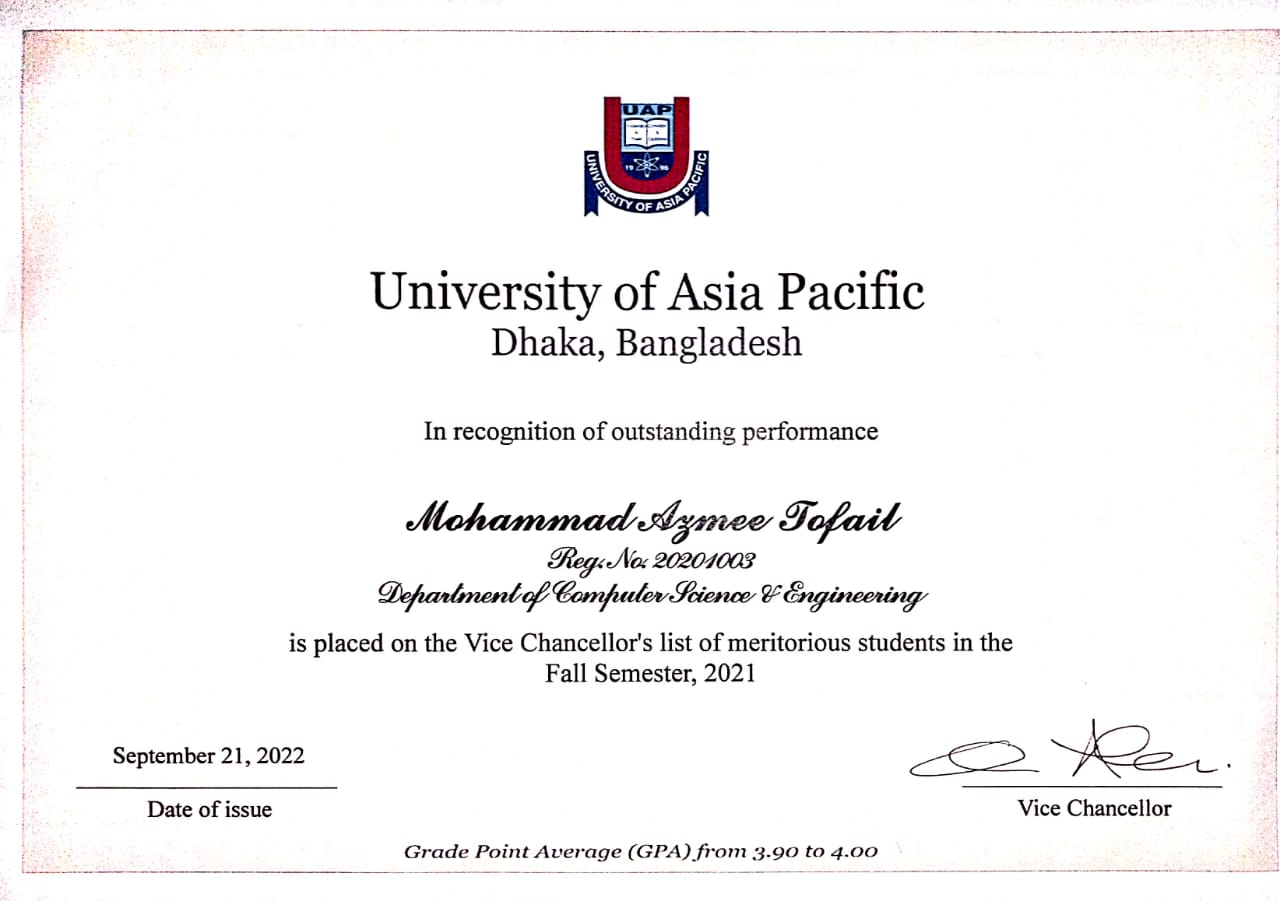 UAP
19 96
UNIVERSITY OF ASIA PACIFIC
University of Asia Pacific
Dhaka, Bangladesh
In recognition of outstanding performance
Mohammad Azmee Tofail
Reg. No. 20201003
Department of Computer Science & Engineering
is placed on the Vice Chancellor's list of meritorious students in the
Fall Semester, 2021
September 21, 2022
Date of issue
Vice Chancellor
Grade Point Average (GPA) from 3.90 to 4.00